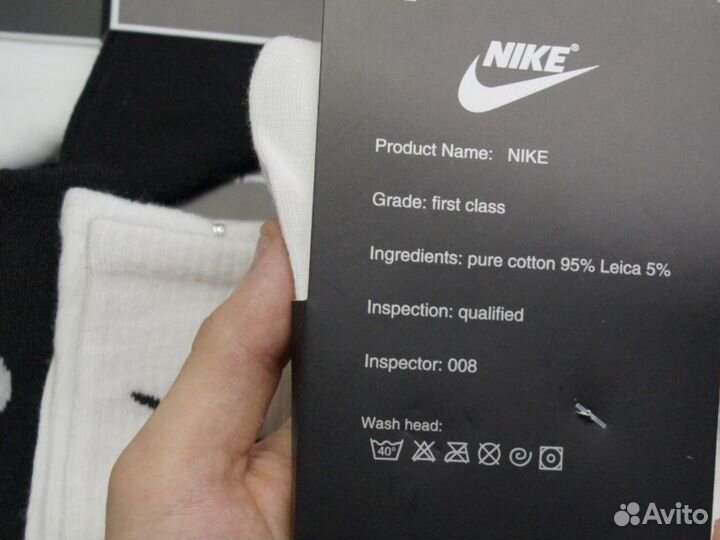 NIKE®
Product Name: NIKE
Grade: first class
Ingredients: pure cotton 95% Leica 5%
Inspection: qualified
Inspector: 008
Wash head:
40°
Avito